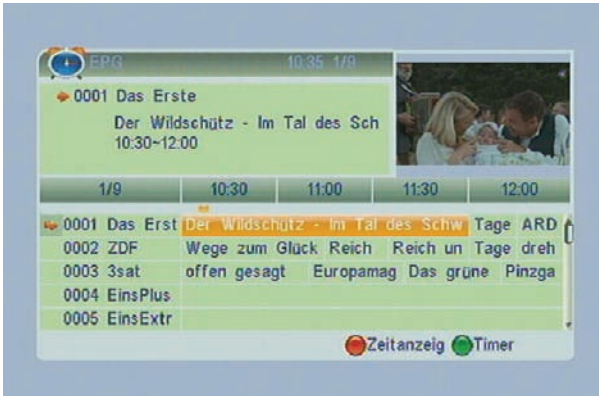 EPG 10:35 1/9
0001 Das Erste
Der Wildschütz - Im Tal des Sch
10:30~12:00
1/9 10:30 11:00 11:30 12:00
0001 Das Erst Der Wildschütz - Im Tal des Schw Tage ARD
0002 ZDF Wege zum Glück Reich Reich un Tage dreh
0003 3sat offen gesagt Europamag Das grüne Pinzga
0004 EinsPlus
0005 EinsExtr
Zeitanzeig Timer